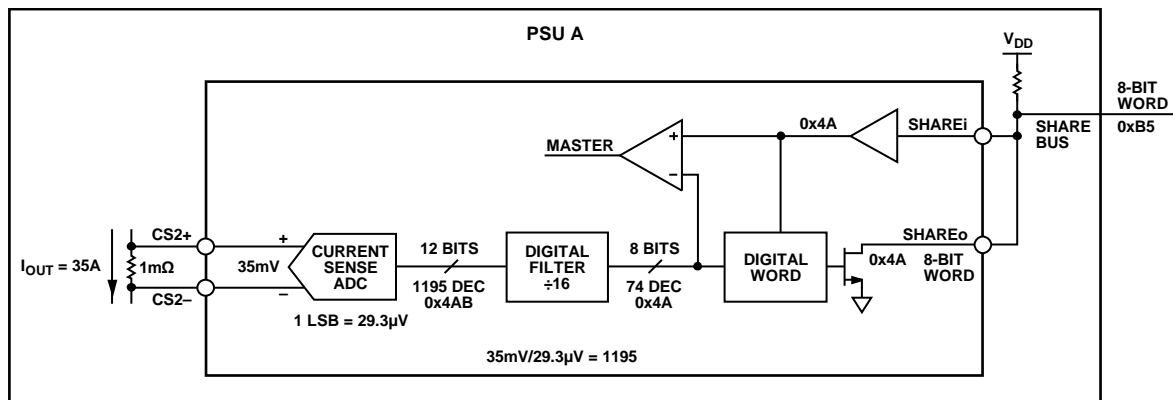 PSU A
VDD
8-BIT
WORD
0xB5
SHARE
BUS
0x4A
SHAREi
MASTER
+
−
CS2+
IOUT = 35A
1mΩ
CS2−
+
35mV
−
CURRENT
SENSE
ADC
1 LSB = 29.3µV
12 BITS
1195 DEC
0x4AB
DIGITAL
FILTER
÷16
8 BITS
74 DEC
0x4A
DIGITAL
WORD
SHAREo
0x4A
8-BIT
WORD
35mV/29.3µV = 1195